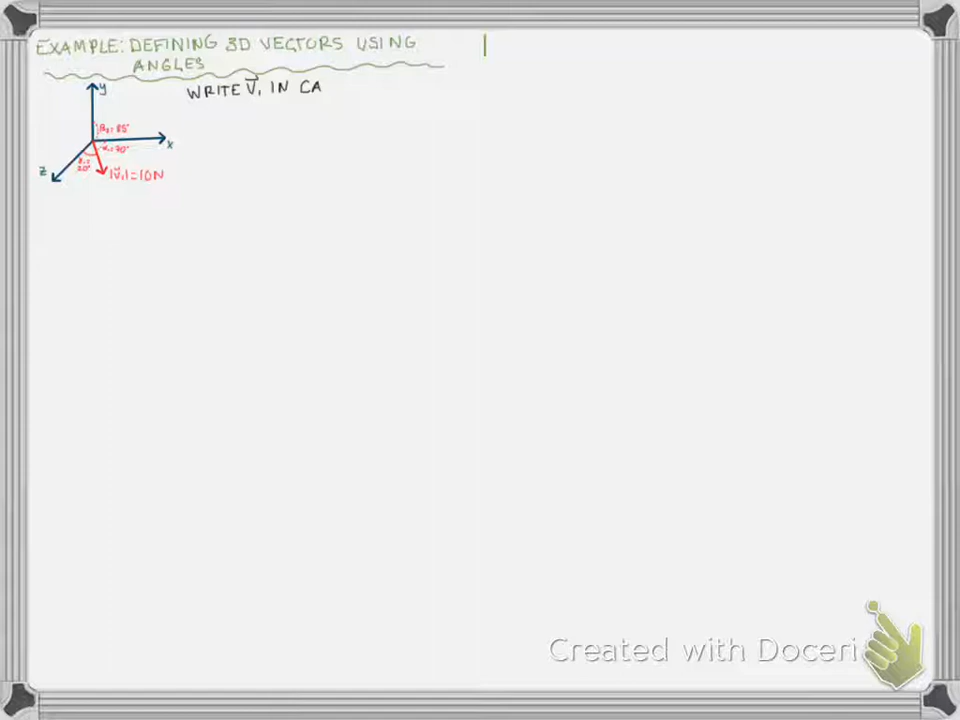 EXAMPLE: DEFINING 3D VECTORS USING
ANGLES
WRITE V⃗₁ IN CA
y
β₁=85°
x
α₁=70°
z
20°
|V⃗₁|=10N
Created with Doceri